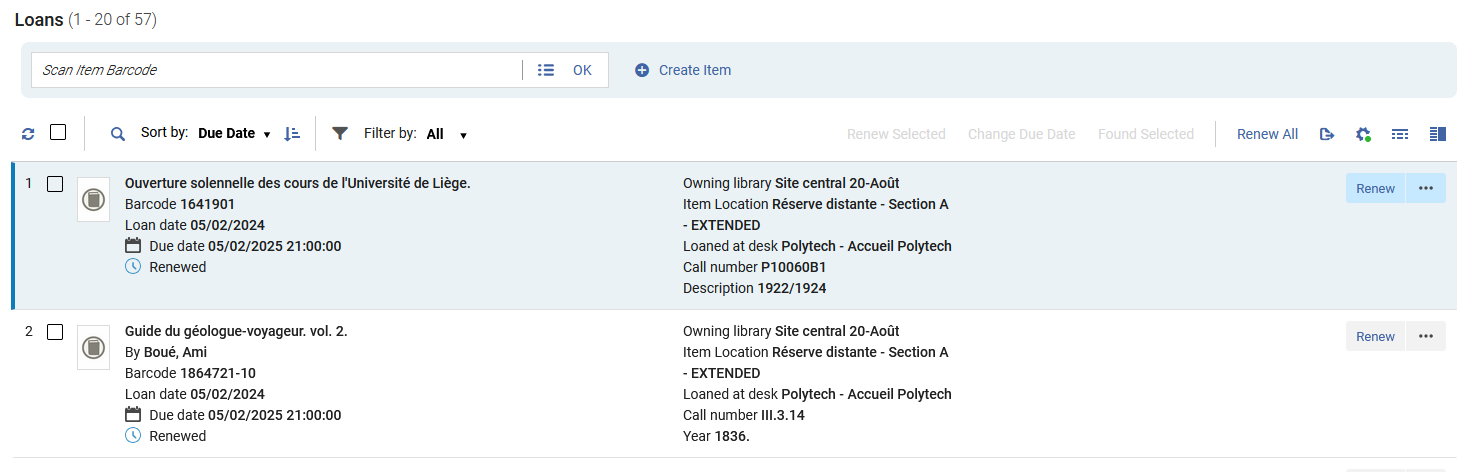 Loans (1 - 20 of 57)
Scan Item Barcode OK Create Item
Sort by: Due Date Filter by: All Renew Selected Change Due Date Found Selected Renew All
1 Ouverture solennelle des cours de l'Université de Liège.
Barcode 1641901
Loan date 05/02/2024
Due date 05/02/2025 21:00:00
Renewed
Owning library Site central 20-Août
Item Location Réserve distante - Section A
- EXTENDED
Loaned at desk Polytech - Accueil Polytech
Call number P10060B1
Description 1922/1924
Renew
2 Guide du géologue-voyageur. vol. 2.
By Boué, Ami
Barcode 1864721-10
Loan date 05/02/2024
Due date 05/02/2025 21:00:00
Renewed
Owning library Site central 20-Août
Item Location Réserve distante - Section A
- EXTENDED
Loaned at desk Polytech - Accueil Polytech
Call number III.3.14
Year 1836.
Renew